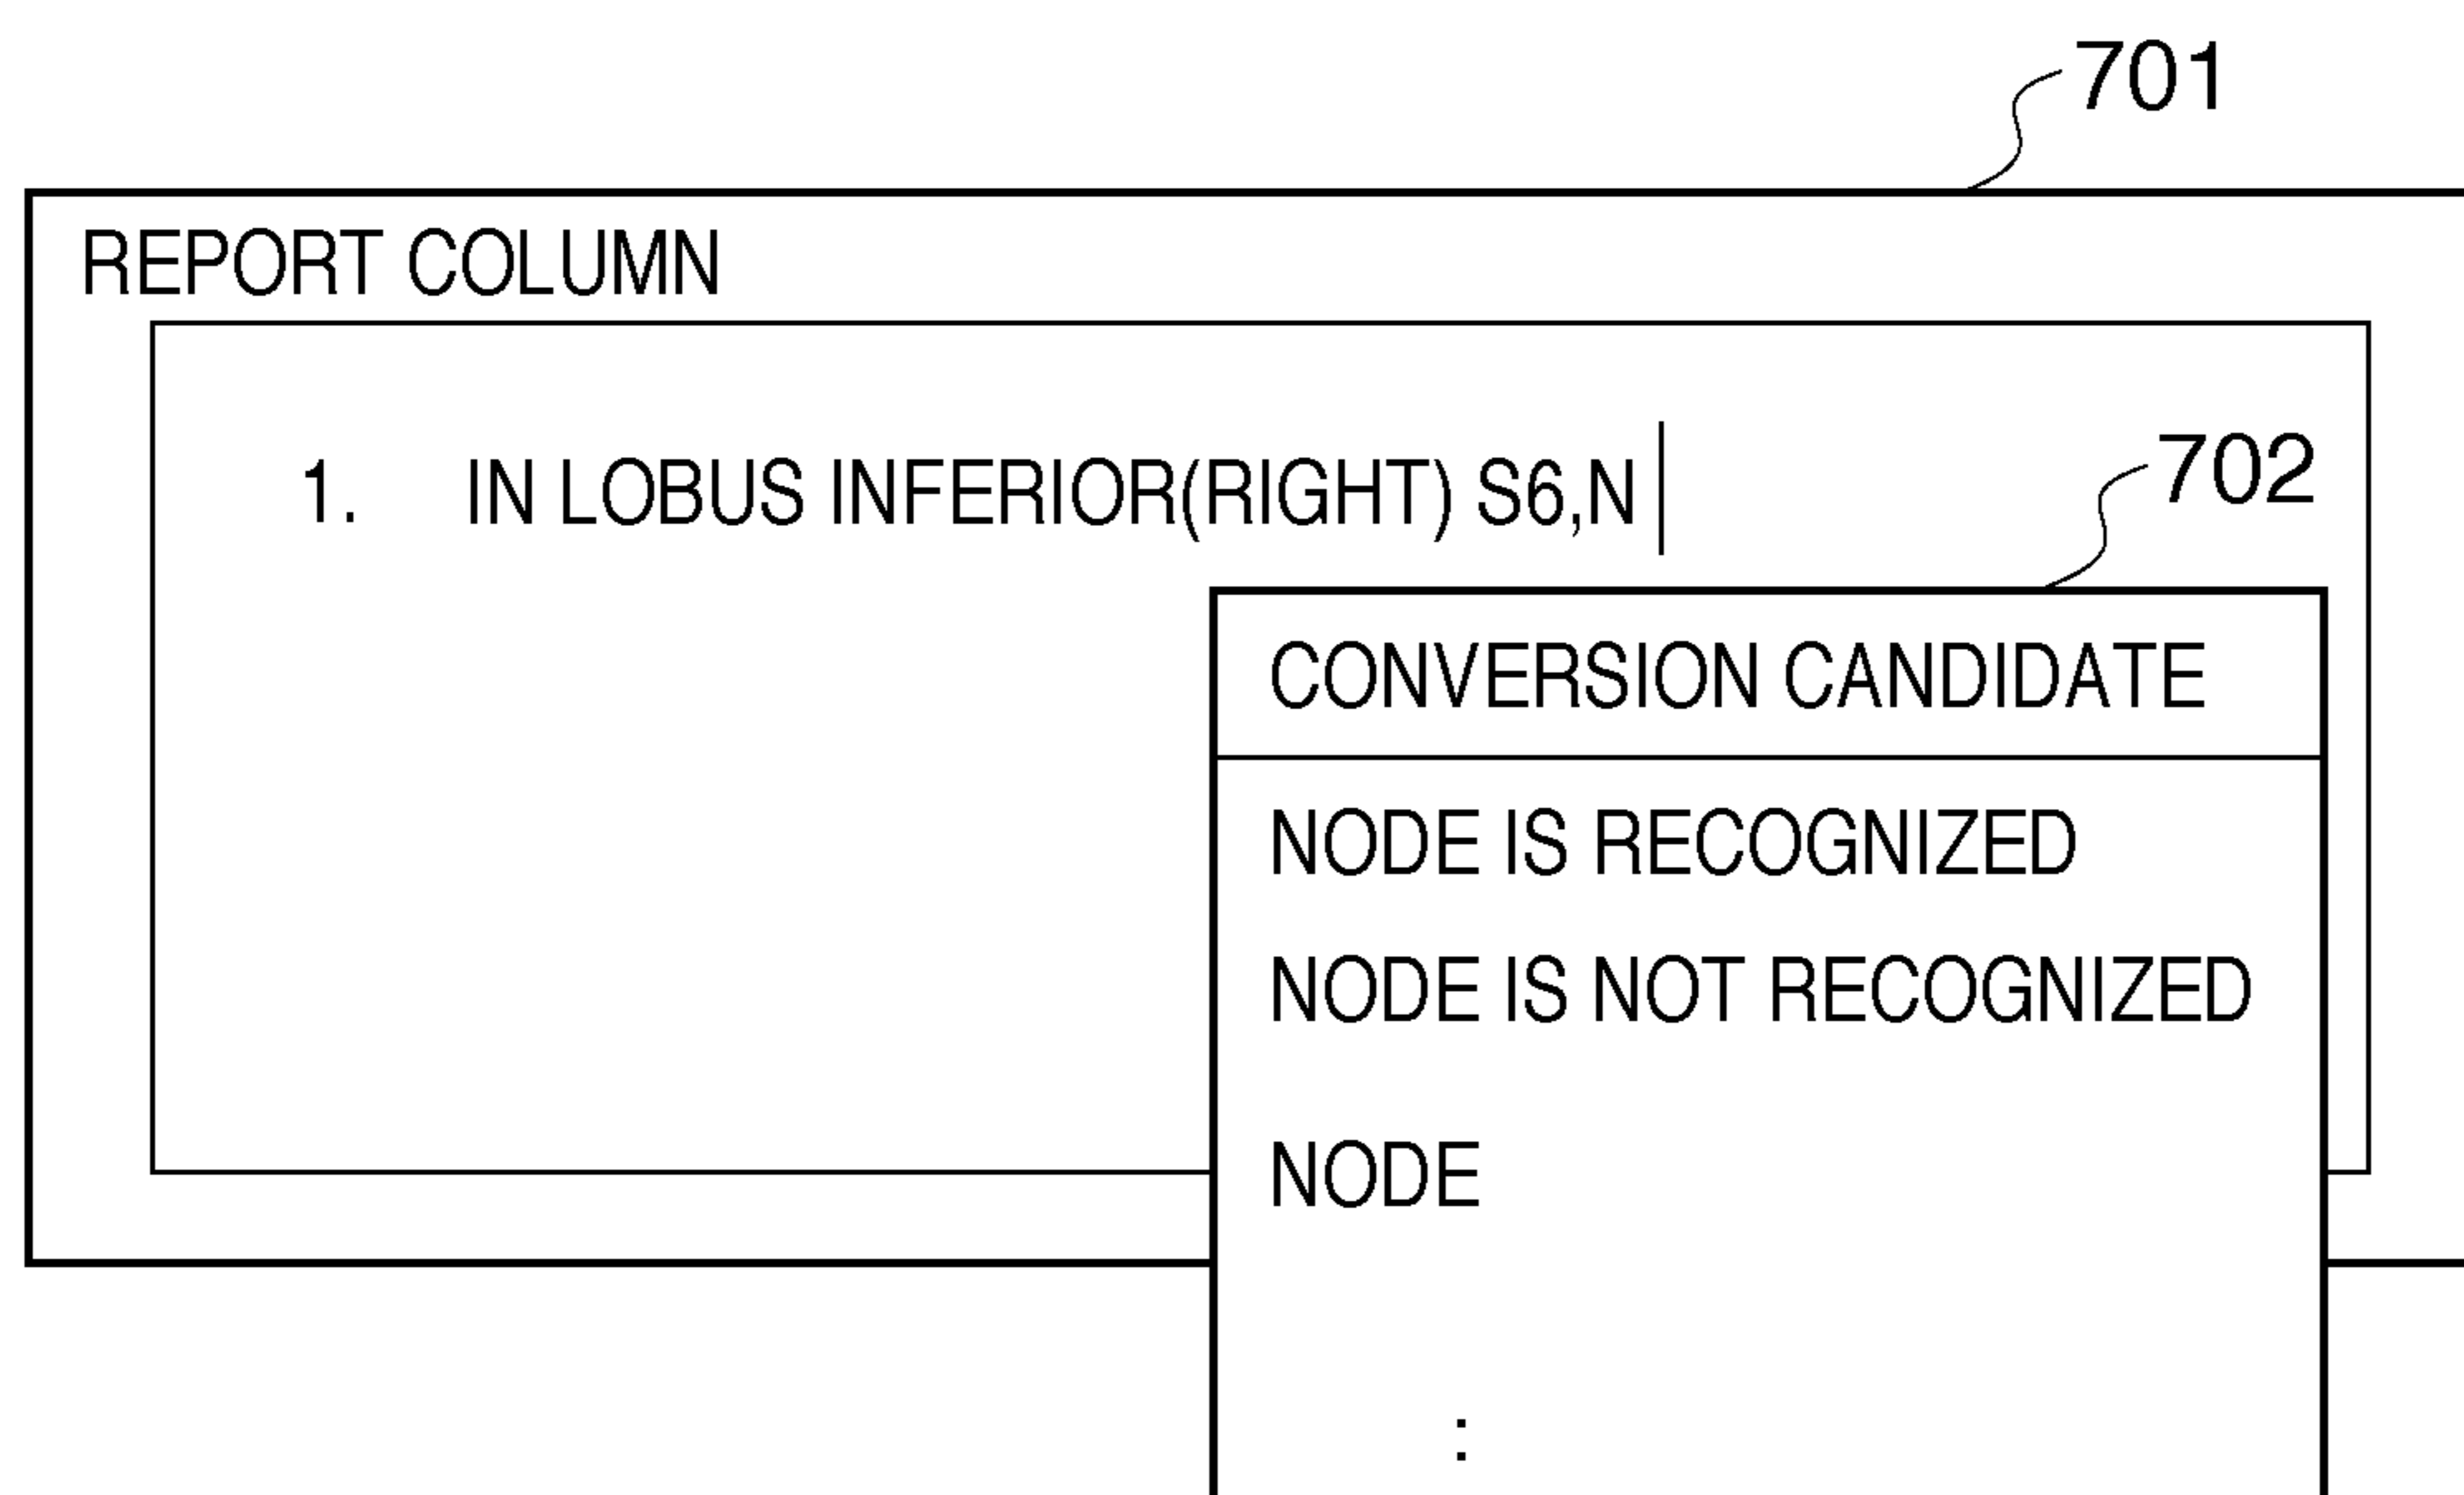 701
REPORT COLUMN
1. IN LOBUS INFERIOR(RIGHT) S6,N
702
CONVERSION CANDIDATE
NODE IS RECOGNIZED
NODE IS NOT RECOGNIZED
NODE
: